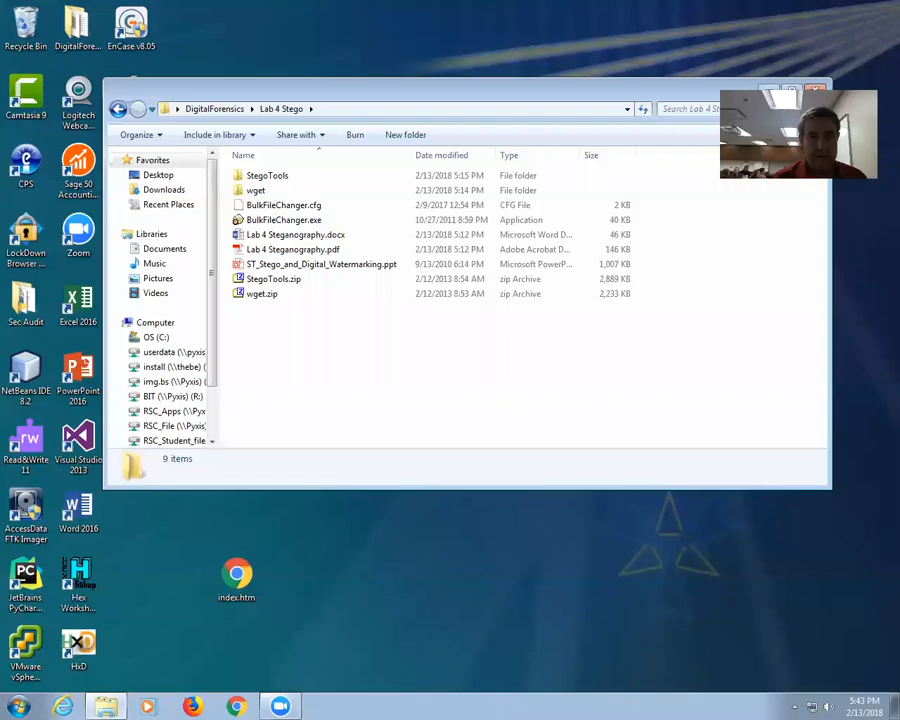 Recycle Bin
DigitalFore...
EnCase v8.05
Camtasia 9
Logitech
Webca...
CPS
Sage 50
Accounti...
LockDown
Browser ...
Zoom
Sec Audit
Excel 2016
NetBeans IDE
8.2
PowerPoint
2016
Read&Write
11
Visual Studio
2013
AccessData
FTK Imager
Word 2016
JetBrains
PyChar...
Hex
Worksh...
VMware
vSphe...
HxD
index.htm
DigitalForensics
Lab 4 Stego
Search Lab 4 St
Organize
Include in library
Share with
Burn
New folder
Favorites
Desktop
Downloads
Recent Places
Libraries
Documents
Music
Pictures
Videos
Computer
OS (C:)
userdata (\\pyxis
install (\\thebe) (
img.bs (\\Pyxis) (
BIT (\\Pyxis) (R:)
RSC_Apps (\\Pyx
RSC_File (\\Pyxis)
RSC_Student_file
Name Date modified Type Size
StegoTools 2/13/2018 5:15 PM File folder
wget 2/13/2018 5:14 PM File folder
BulkFileChanger.cfg 2/9/2017 12:54 PM CFG File 2 KB
BulkFileChanger.exe 10/27/2011 8:59 PM Application 40 KB
Lab 4 Steganography.docx 2/13/2018 5:12 PM Microsoft Word D... 46 KB
Lab 4 Steganography.pdf 2/13/2018 5:12 PM Adobe Acrobat D... 146 KB
ST_Stego_and_Digital_Watermarking.ppt 9/13/2010 6:14 PM Microsoft PowerP... 1,007 KB
StegoTools.zip 2/12/2013 8:54 AM zip Archive 2,889 KB
wget.zip 2/12/2013 8:53 AM zip Archive 2,233 KB
9 items
5:43 PM
2/13/2018